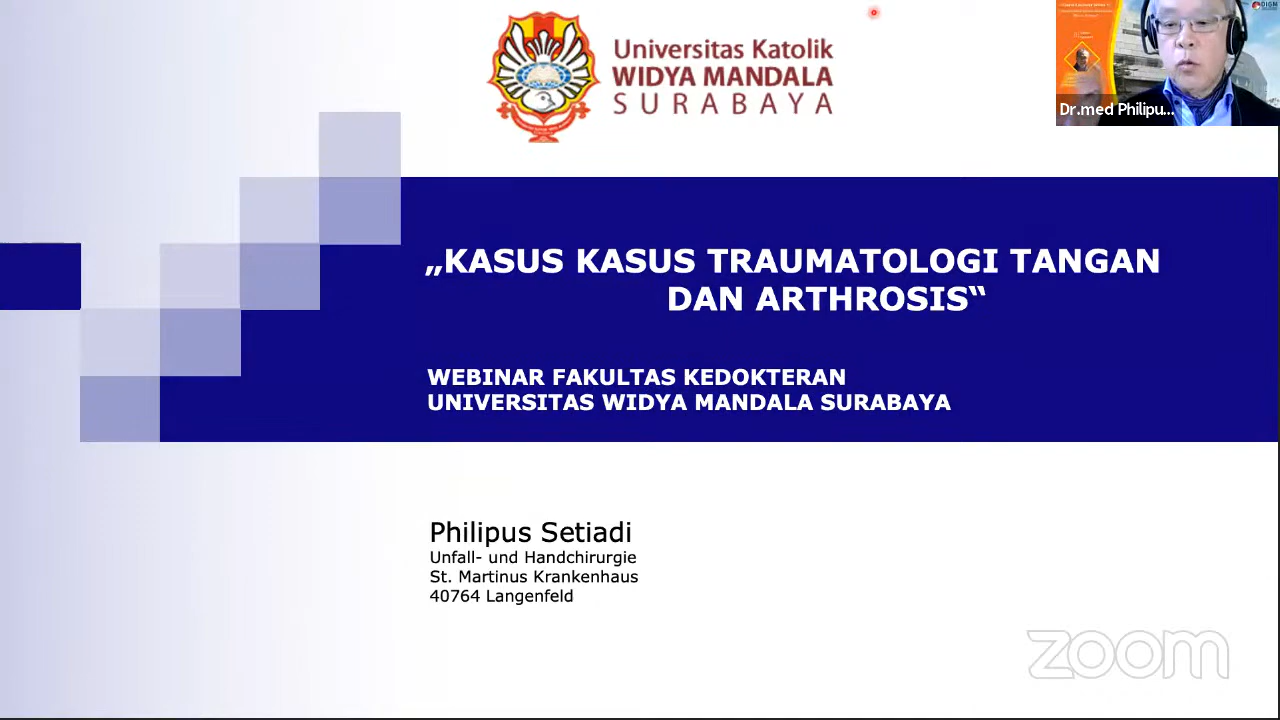 Universitas Katolik
WIDYA MANDALA
SURABAYA
DIGM
Dr.med Philipu...
„KASUS KASUS TRAUMATOLOGI TANGAN
DAN ARTHROSIS“
WEBINAR FAKULTAS KEDOKTERAN
UNIVERSITAS WIDYA MANDALA SURABAYA
Philipus Setiadi
Unfall- und Handchirurgie
St. Martinus Krankenhaus
40764 Langenfeld
zoom